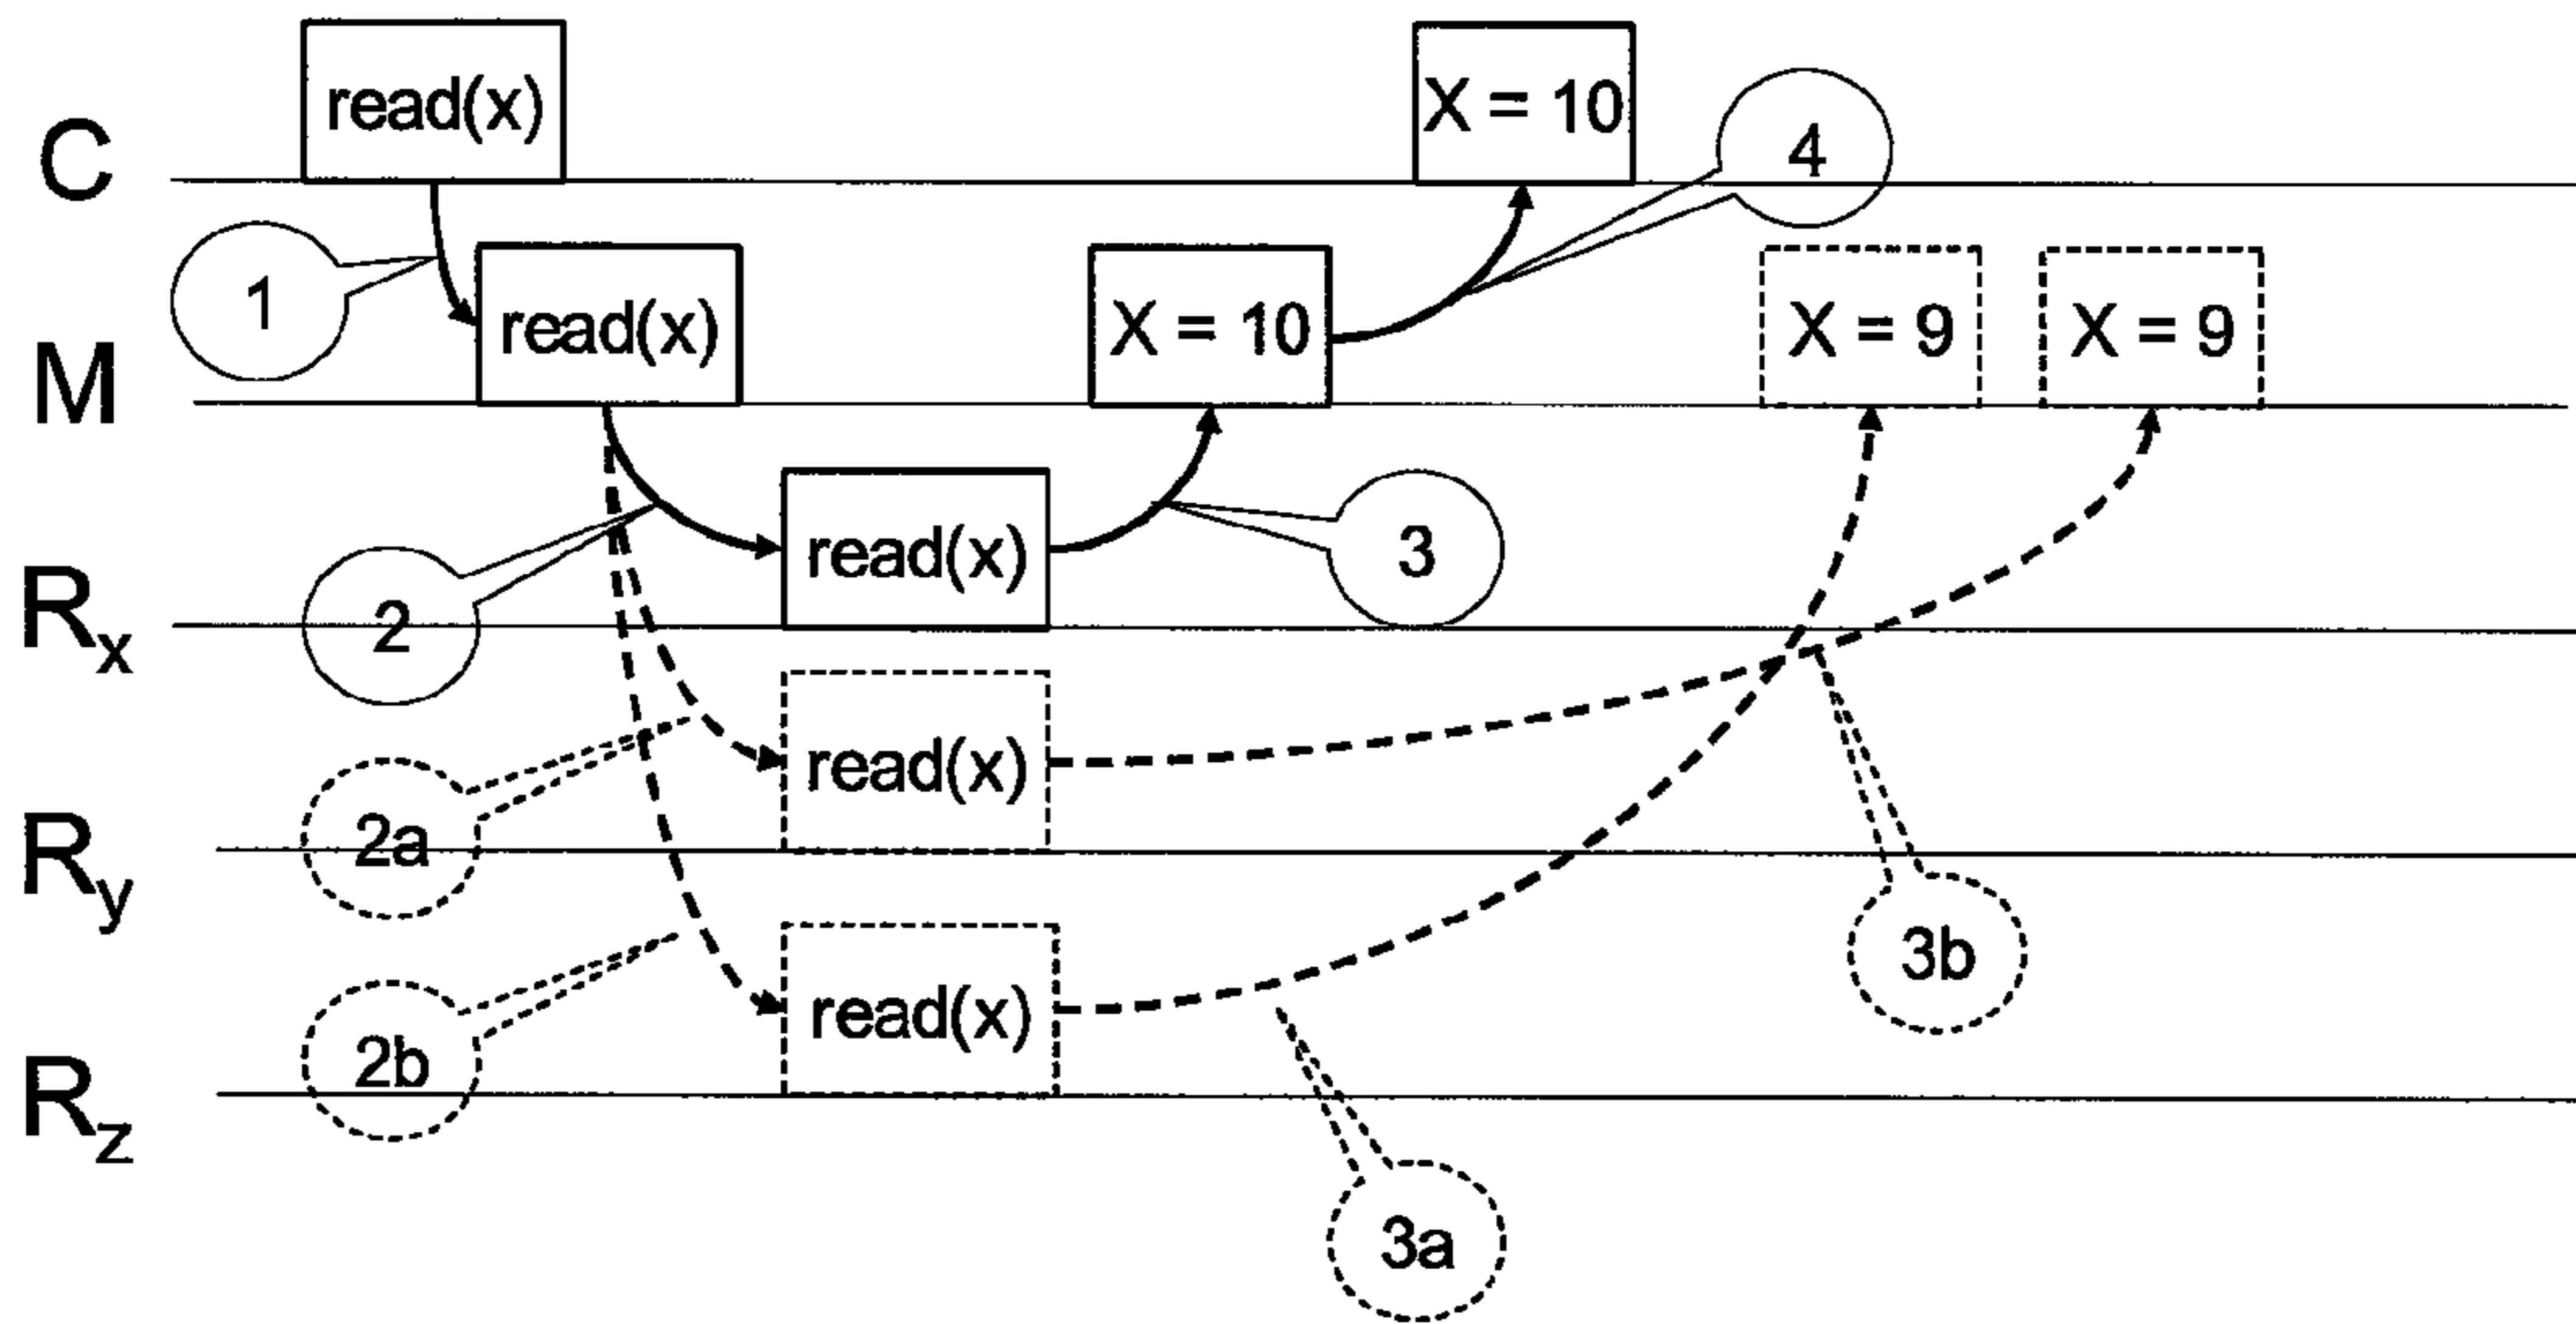 read(x)
X = 10
4
C
1
read(x)
X = 10
X = 9
X = 9
M
read(x)
3
2
Rx
read(x)
2a
Ry
3b
read(x)
2b
Rz
3a